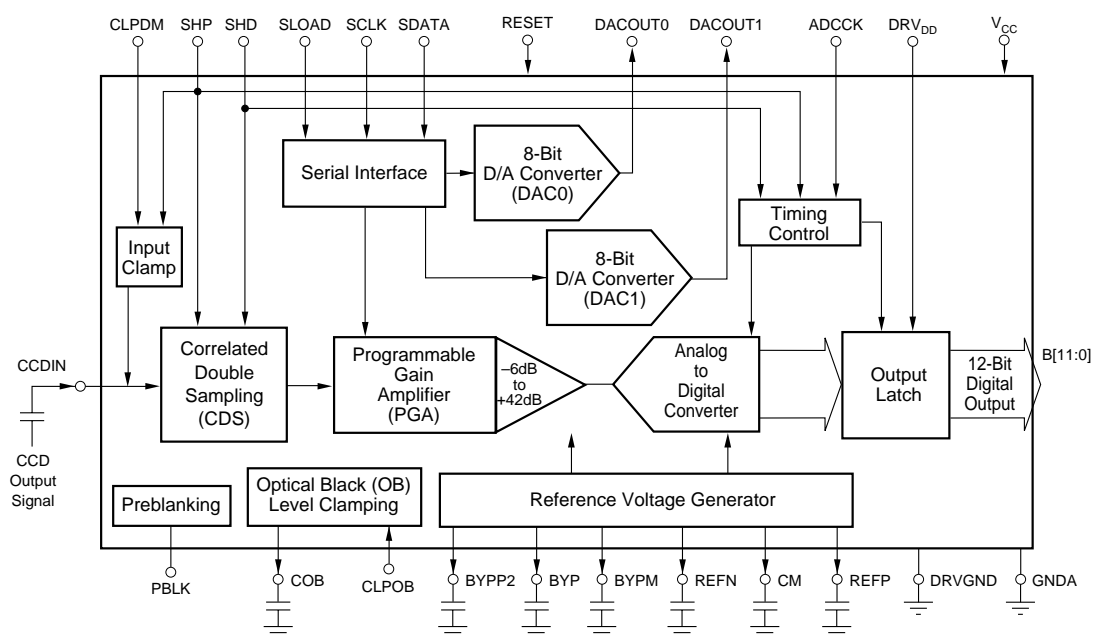 CLPDM SHP SHD SLOAD SCLK SDATA RESET DACOUT0 DACOUT1 ADCCK DRVDD VCC
8-Bit
D/A Converter
(DAC0)
Serial Interface
Timing
Control
Input
Clamp
8-Bit
D/A Converter
(DAC1)
CCDIN
Correlated
Double
Sampling
(CDS)
Programmable
Gain
Amplifier
(PGA)
–6dB
to
+42dB
Analog
to
Digital
Converter
Output
Latch
12-Bit
Digital
Output
B[11:0]
CCD
Output
Signal
Preblanking
Optical Black (OB)
Level Clamping
Reference Voltage Generator
PBLK COB CLPOB BYPP2 BYP BYPM REFN CM REFP DRVGND GNDA